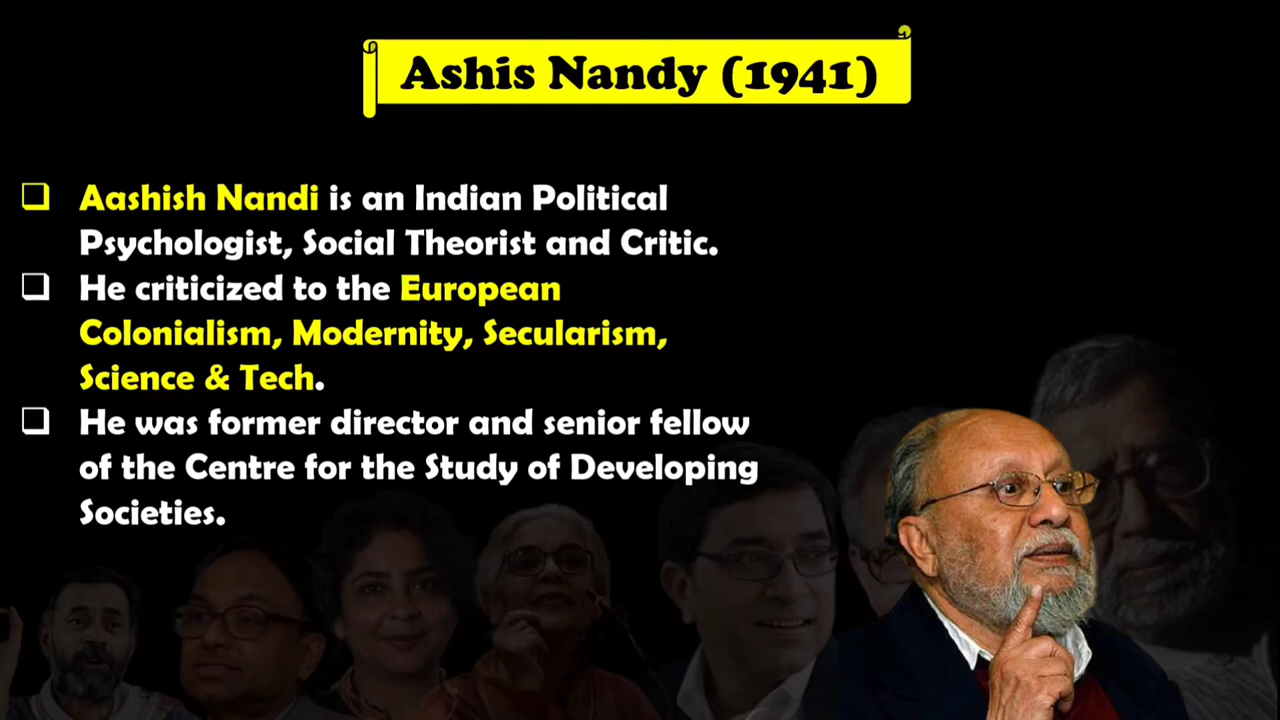 Ashis Nandy (1941)
Aashish Nandi is an Indian Political
Psychologist, Social Theorist and Critic.
He criticized to the European
Colonialism, Modernity, Secularism,
Science & Tech.
He was former director and senior fellow
of the Centre for the Study of Developing
Societies.